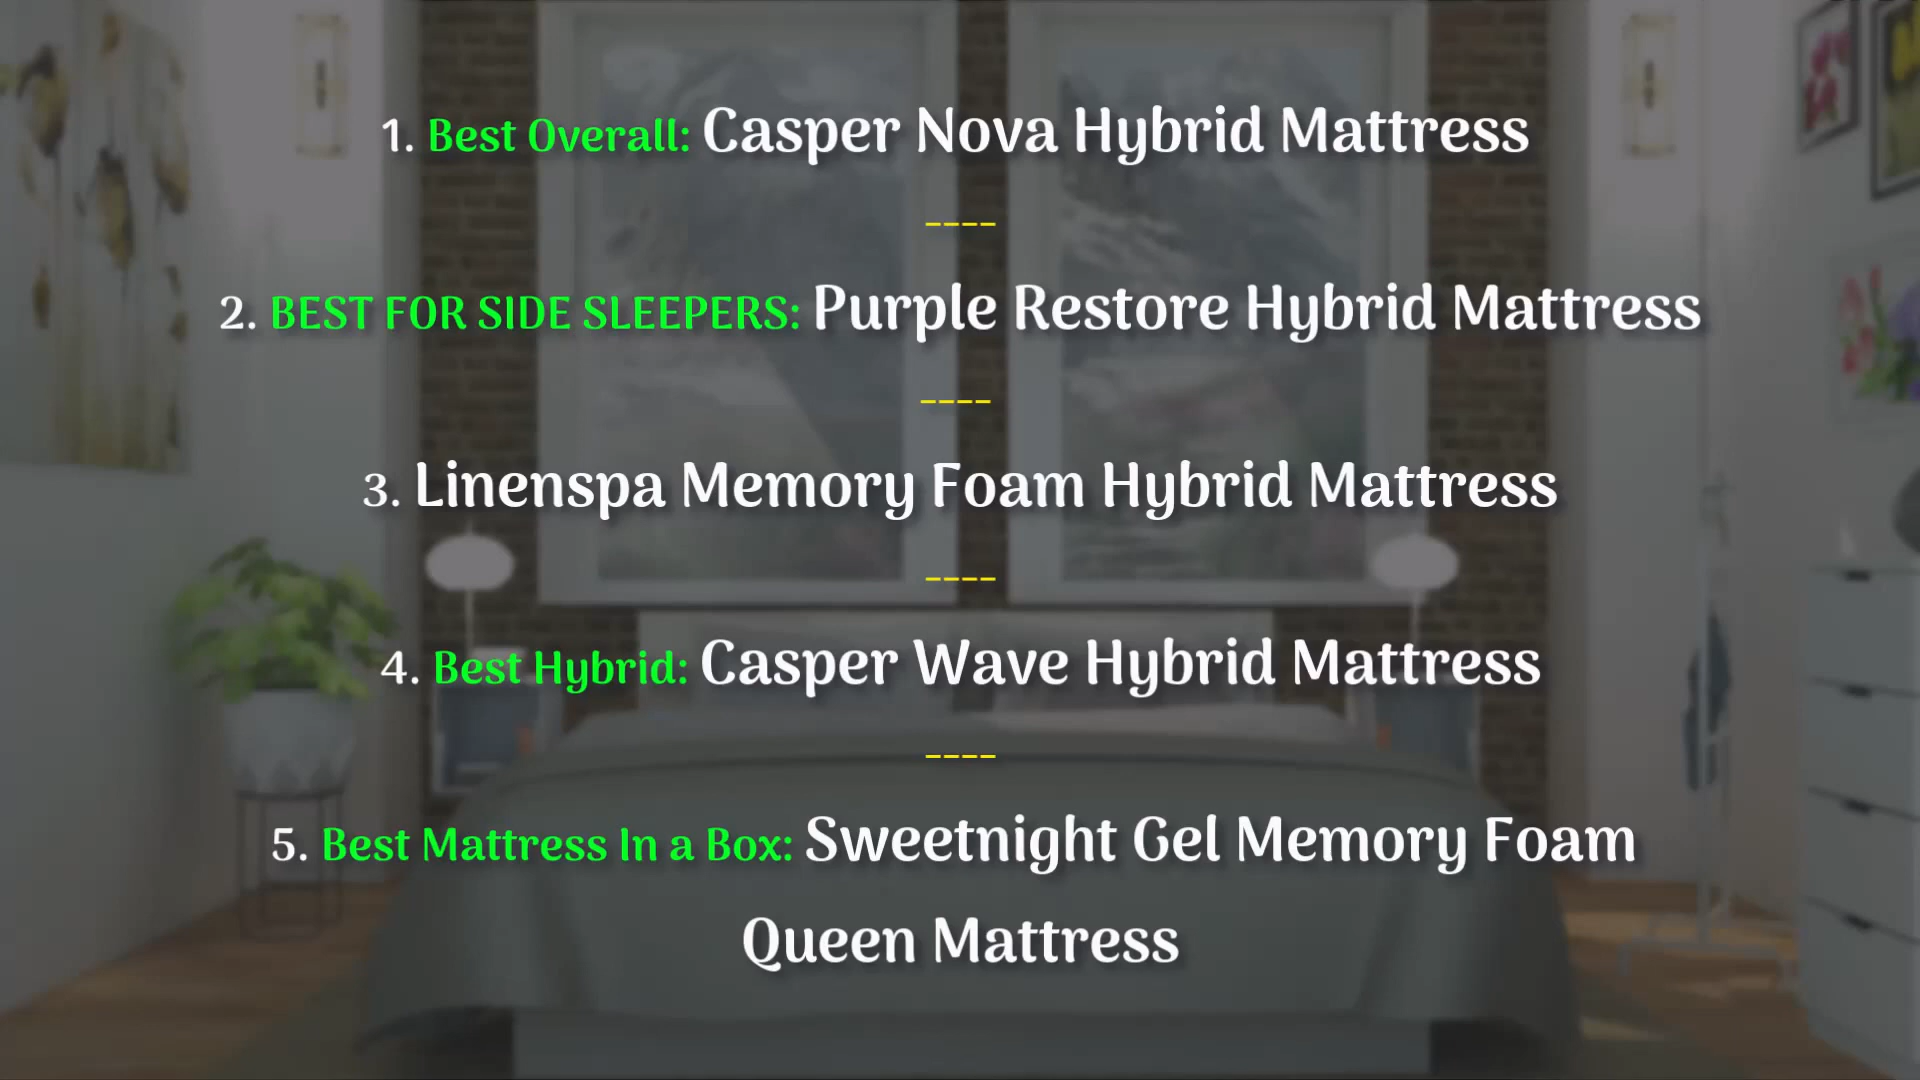 1. Best Overall: Casper Nova Hybrid Mattress
----
2. BEST FOR SIDE SLEEPERS: Purple Restore Hybrid Mattress
----
3. Linenspa Memory Foam Hybrid Mattress
----
4. Best Hybrid: Casper Wave Hybrid Mattress
----
5. Best Mattress In a Box: Sweetnight Gel Memory Foam
Queen Mattress